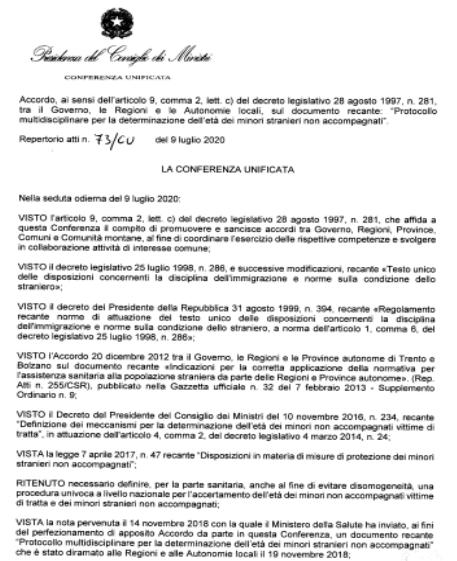 Presidenza del Consiglio dei Ministri
CONFERENZA UNIFICATA
Accordo, ai sensi dell'articolo 9, comma 2, lett. c) del decreto legislativo 28 agosto 1997, n. 281,
tra il Governo, le Regioni e le Autonomie locali, sul documento recante: "Protocollo
multidisciplinare per la determinazione dell'età dei minori stranieri non accompagnati".
Repertorio atti n. 73/CU del 9 luglio 2020
LA CONFERENZA UNIFICATA
Nella seduta odierna del 9 luglio 2020:
VISTO l'articolo 9, comma 2, lett. c) del decreto legislativo 28 agosto 1997, n. 281, che affida a
questa Conferenza il compito di promuovere e sancisce accordi tra Governo, Regioni, Province,
Comuni e Comunità montane, al fine di coordinare l'esercizio delle rispettive competenze e svolgere
in collaborazione attività di interesse comune;
VISTO il decreto legislativo 25 luglio 1998, n. 286, e successive modificazioni, recante «Testo unico
delle disposizioni concernenti la disciplina dell'immigrazione e norme sulla condizione dello
straniero»;
VISTO il decreto del Presidente della Repubblica 31 agosto 1999, n. 394, recante «Regolamento
recante norme di attuazione del testo unico delle disposizioni concernenti la disciplina
dell'immigrazione e norme sulla condizione dello straniero, a norma dell'articolo 1, comma 6, del
decreto legislativo 25 luglio 1998, n. 286»;
VISTO l'Accordo 20 dicembre 2012 tra il Governo, le Regioni e le Province autonome di Trento e
Bolzano sul documento recante «Indicazioni per la corretta applicazione della normativa per
l'assistenza sanitaria alla popolazione straniera da parte delle Regioni e Province autonome». (Rep.
Atti n. 255/CSR), pubblicato nella Gazzetta ufficiale n. 32 del 7 febbraio 2013 - Supplemento
Ordinario n. 9;
VISTO il Decreto del Presidente del Consiglio dei Ministri del 10 novembre 2016, n. 234, recante
"Definizione dei meccanismi per la determinazione dell'età dei minori non accompagnati vittime di
tratta", in attuazione dell'articolo 4, comma 2, del decreto legislativo 4 marzo 2014, n. 24;
VISTA la legge 7 aprile 2017, n. 47 recante "Disposizioni in materia di misure di protezione dei minori
stranieri non accompagnati";
RITENUTO necessario definire, per la parte sanitaria, anche al fine di evitare disomogeneità, una
procedura univoca a livello nazionale per l'accertamento dell'età dei minori non accompagnati vittime
di tratta e dei minori stranieri non accompagnati;
VISTA la nota pervenuta il 14 novembre 2018 con la quale il Ministero della Salute ha inviato, ai fini
del perfezionamento di apposito Accordo da parte in questa Conferenza, un documento recante
"Protocollo multidisciplinare per la determinazione dell'età dei minori stranieri non accompagnati"
che è stato diramato alle Regioni e alle Autonomie Locali il 19 novembre 2018;